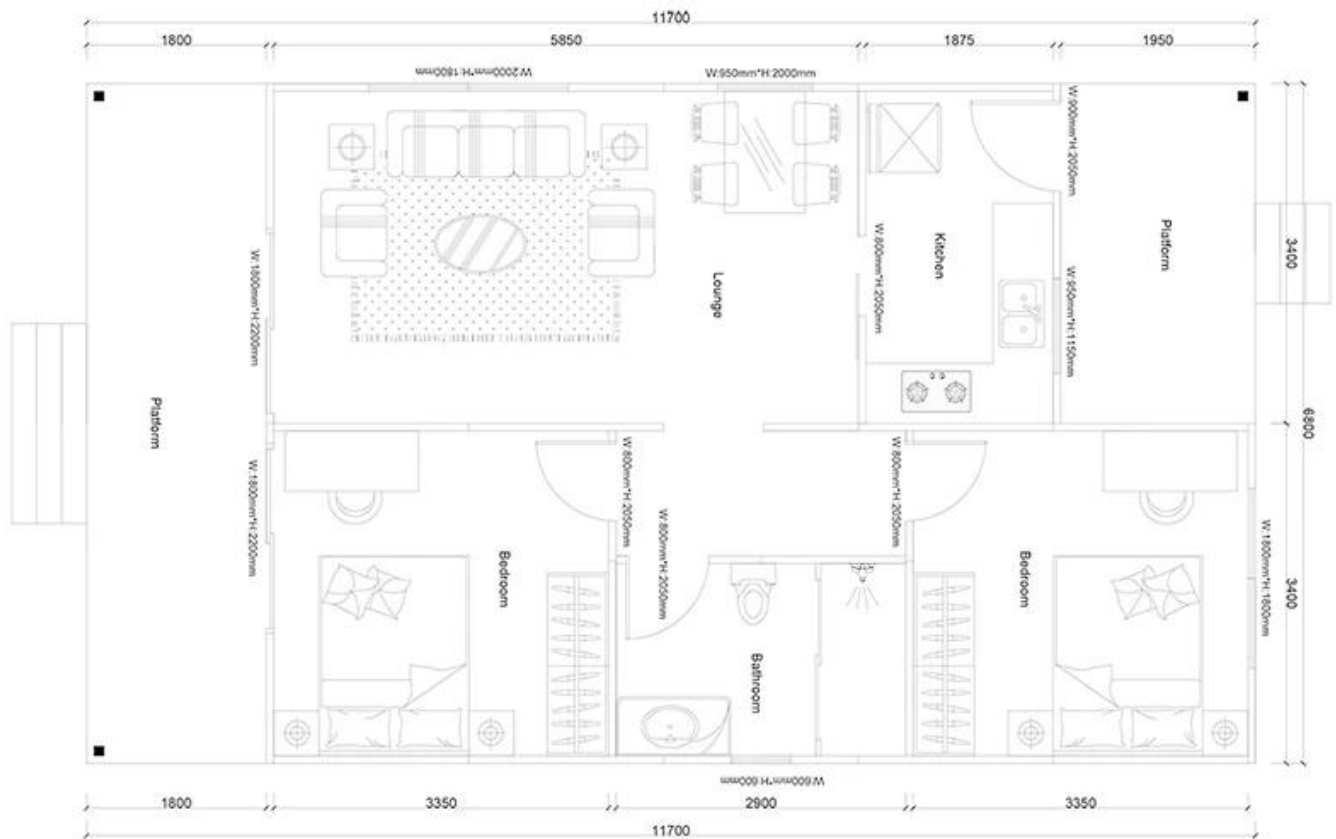 11700
1800
5850
1875
1950
W:2000mm*H:1800mm
W:950mm*H:2000mm
W:900mm*H:2050mm
Platform
Kitchen
Lounge
W:800mm*H:2050mm
W:1800mm*H:2200mm
W:950mm*H:1150mm
3400
6800
Platform
W:1800mm*H:2200mm
W:800mm*H:2050mm
W:800mm*H:2050mm
W:800mm*H:2050mm
Bedroom
Bedroom
W:1800mm*H:1800mm
3400
Bathroom
W:600mm*H:600mm
1800
3350
2900
3350
11700